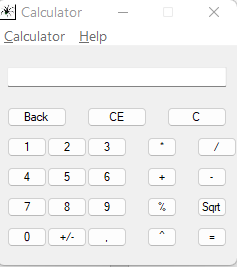 Calculator
Calculator Help
Back CE C
1 2 3 * /
4 5 6 + -
7 8 9 % Sqrt
0 +/- , ^ =